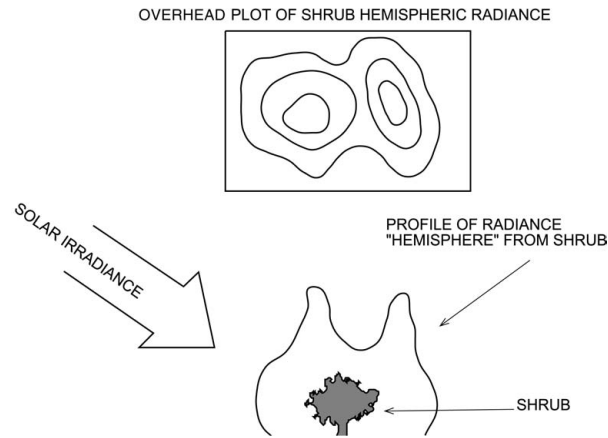 OVERHEAD PLOT OF SHRUB HEMISPHERIC RADIANCE
SOLAR IRRADIANCE
PROFILE OF RADIANCE
"HEMISPHERE" FROM SHRUB
SHRUB